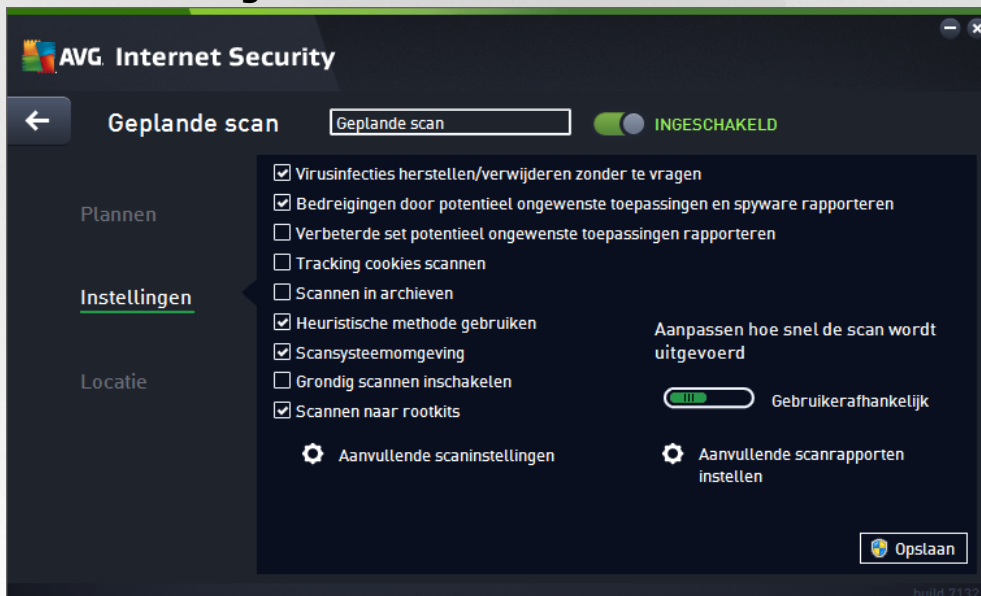 AVG. Internet Security
Geplande scan
Geplande scan
INGESCHAKELD
Plannen
Instellingen
Locatie
Virusinfecties herstellen/verwijderen zonder te vragen
Bedreigingen door potentieel ongewenste toepassingen en spyware rapporteren
Verbeterde set potentieel ongewenste toepassingen rapporteren
Tracking cookies scannen
Scannen in archieven
Heuristische methode gebruiken
Scansysteemomgeving
Grondig scannen inschakelen
Scannen naar rootkits
Aanvullende scaninstellingen
Aanpassen hoe snel de scan wordt
uitgevoerd
Gebruikerafhankelijk
Aanvullende scanrapporten
instellen
Opslaan
build 2132